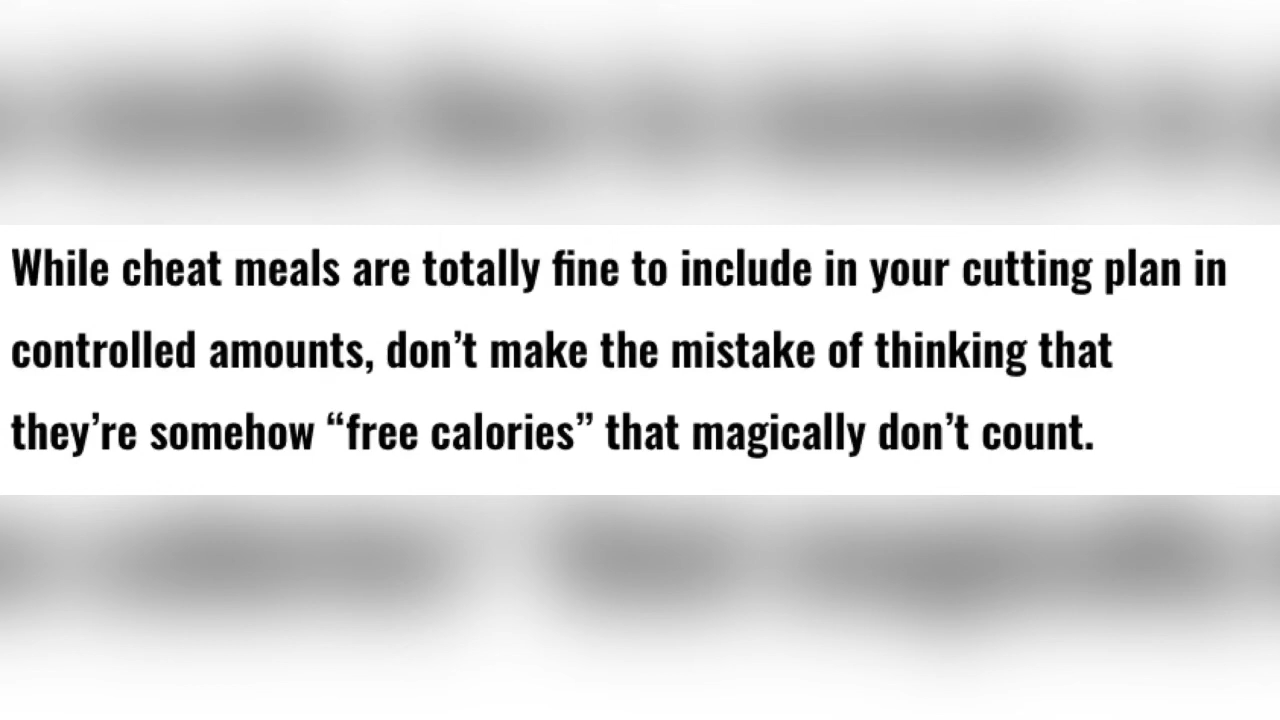 While cheat meals are totally fine to include in your cutting plan in
controlled amounts, don’t make the mistake of thinking that
they’re somehow “free calories” that magically don’t count.